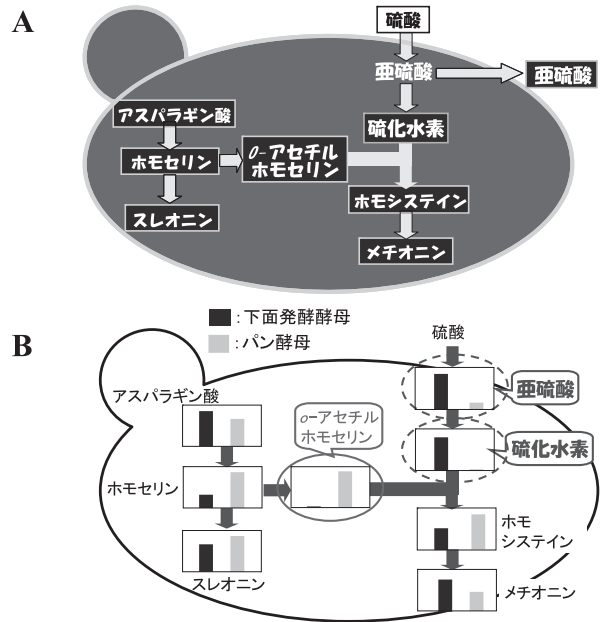 A
硫酸
亜硫酸
亜硫酸
硫化水素
アスパラギン酸
ホモセリン
O-アセチル
ホモセリン
ホモシステイン
スレオニン
メチオニン
B
■:下面発酵酵母
■:パン酵母
硫酸
アスパラギン酸
亜硫酸
o-アセチル
ホモセリン
硫化水素
ホモセリン
ホモ
システイン
スレオニン
メチオニン